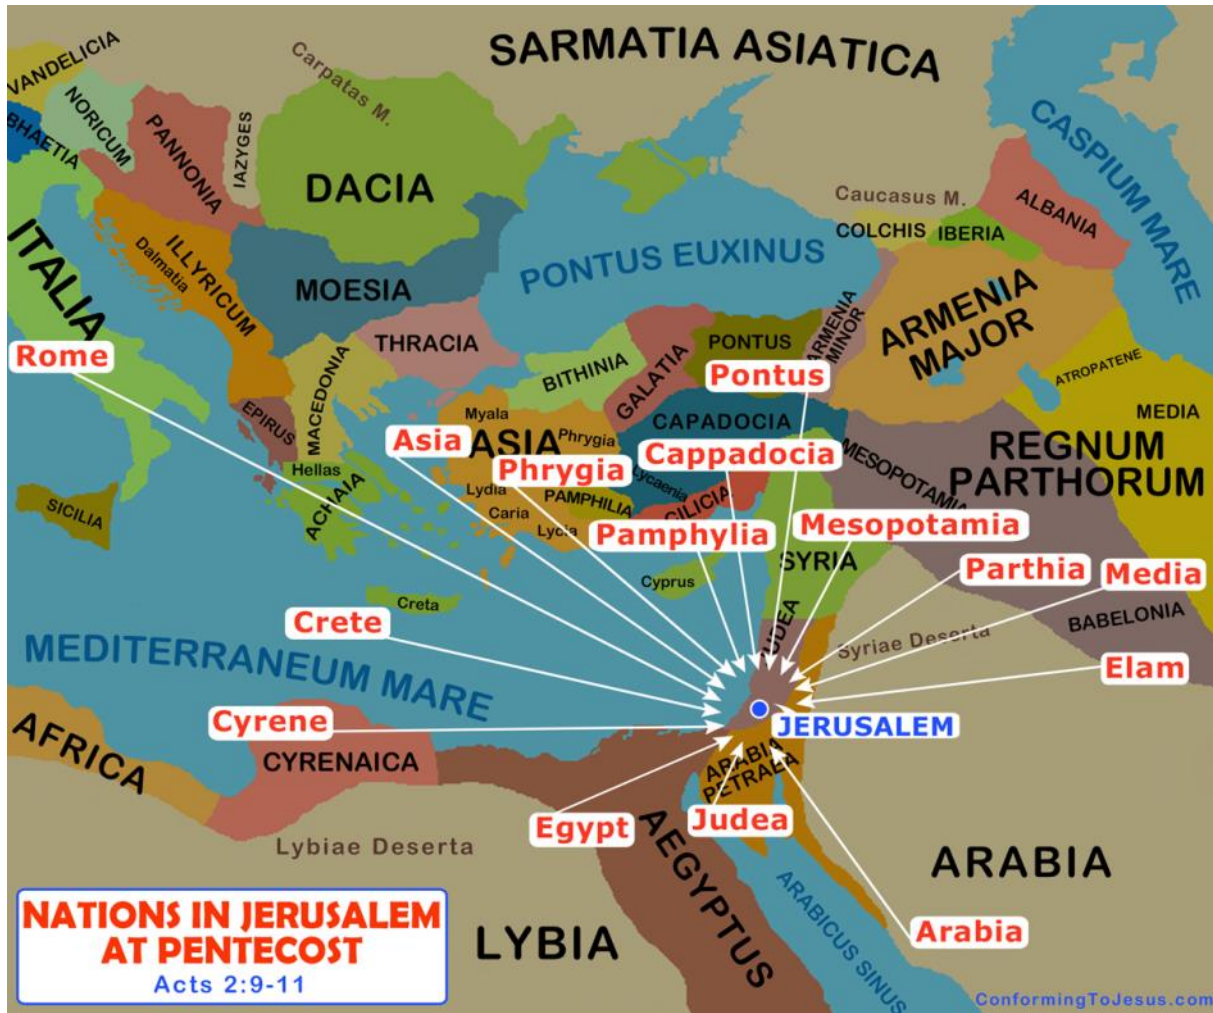 SARMATIA ASIATICA
VANDELICIA
Carpatas M.
NORICUM
BHAETIA
PANNONIA
IAZYGES
DACIA
CASPIUM MARE
Caucasus M.
ALBANIA
COLCHIS
IBERIA
ITALIA
ILLYRICUM
Dalmatia
MOESIA
PONTUS EUXINUS
ARMENIA
MAJOR
ARMENIA
MINOR
THRACIA
Rome
MACEDONIA
BITHINIA
GALATIA
PONTUS
Pontus
ATROPATENE
MEDIA
EPIRUS
Myala
ASIA
Phrygia
CAPADOCIA
Asia
Phrygia
Cappadocia
MESOPOTAMIA
REGNUM
PARTHORUM
Hellas
ACHAIA
Lydia
Lycaenia
PAMPHILIA
CILICIA
Caria
Lycia
SICILIA
Pamphylia
Mesopotamia
SYRIA
Cyprus
Parthia
Media
Creta
Crete
JUDEA
Syriae Deserta
BABELONIA
MEDITERRANEUM MARE
Elam
Cyrene
JERUSALEM
AFRICA
CYRENAICA
ARABIA
PETRAEA
Egypt
Judea
Lybiae Deserta
AEGYPTUS
ARABIA
ARABICUS SINUS
Arabia
LYBIA
NATIONS IN JERUSALEM
AT PENTECOST
Acts 2:9-11
ConformingToJesus.com